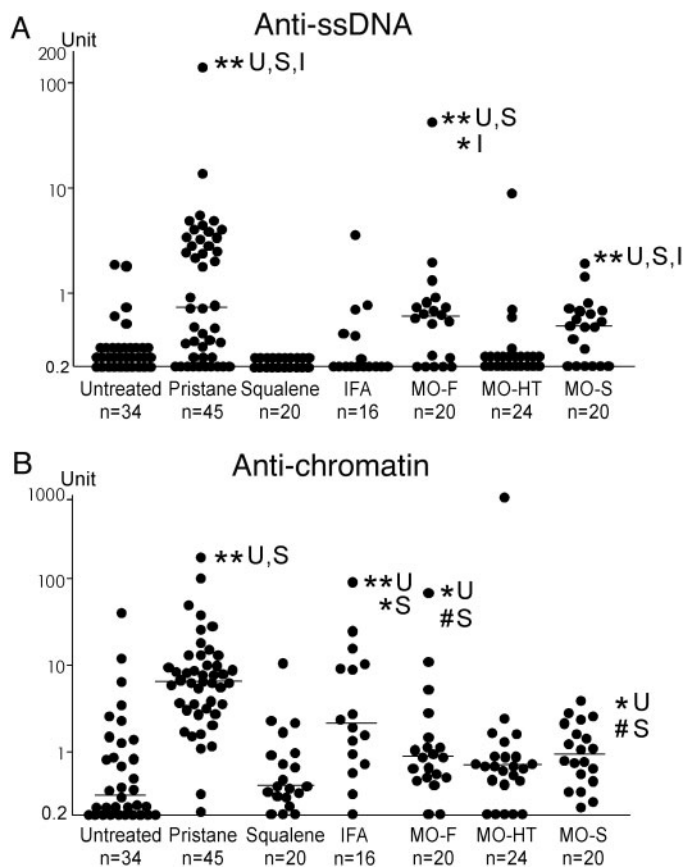 A
Anti-ssDNA
Unit
200
100
10
1
0.2
**U,S,I
**U,S
*I
**U,S,I
Untreated Pristane Squalene IFA MO-F MO-HT MO-S
n=34 n=45 n=20 n=16 n=20 n=24 n=20
B
Anti-chromatin
Unit
1000
100
10
1
0.2
**U,S
**U
*S
*U
#S
*U
#S
Untreated Pristane Squalene IFA MO-F MO-HT MO-S
n=34 n=45 n=20 n=16 n=20 n=24 n=20